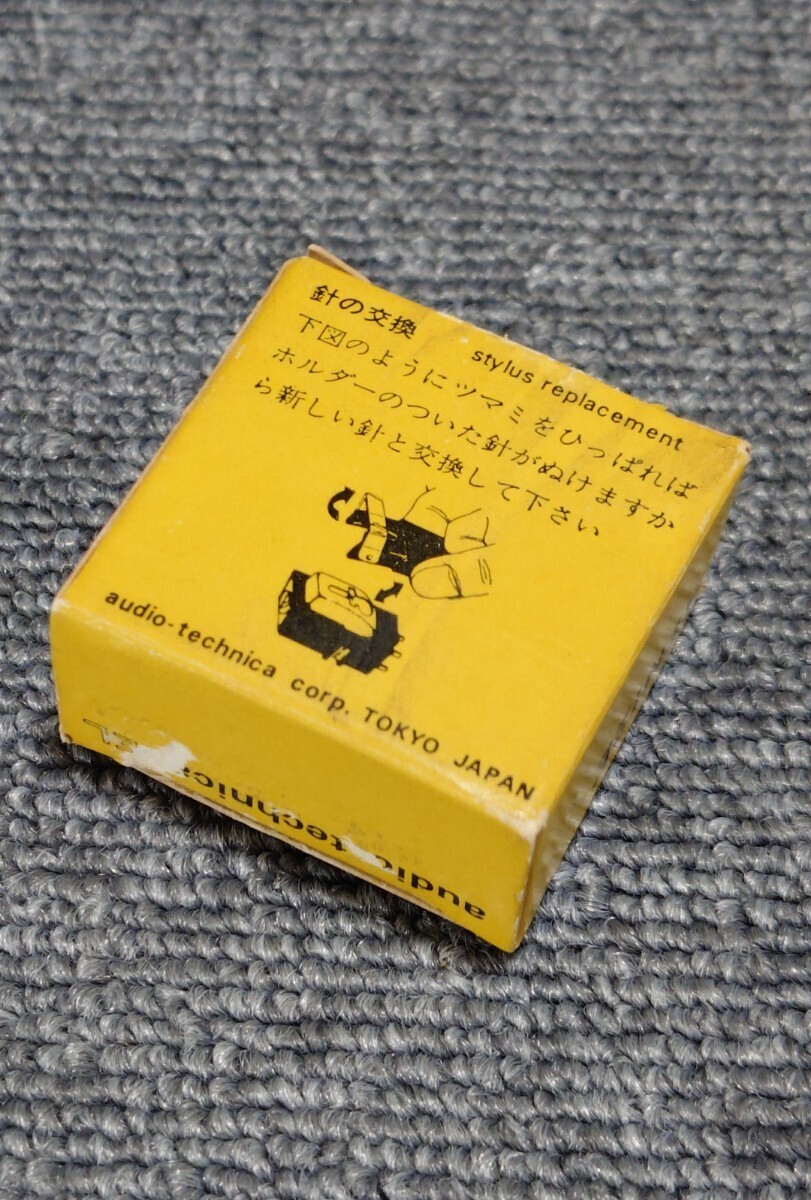 針の交換 stylus replacement
下図のようにツマミをひっぱれば
ホルダーのついた針がぬけますか
ら新しい針と交換して下さい
audio-technica corp. TOKYO JAPAN
audio-technica